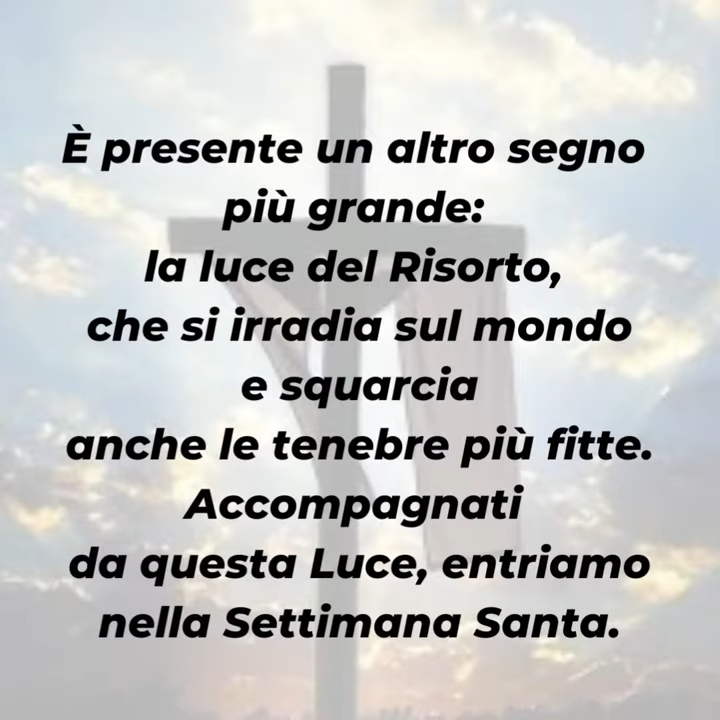 È presente un altro segno
più grande:
la luce del Risorto,
che si irradia sul mondo
e squarcia
anche le tenebre più fitte.
Accompagnati
da questa Luce, entriamo
nella Settimana Santa.